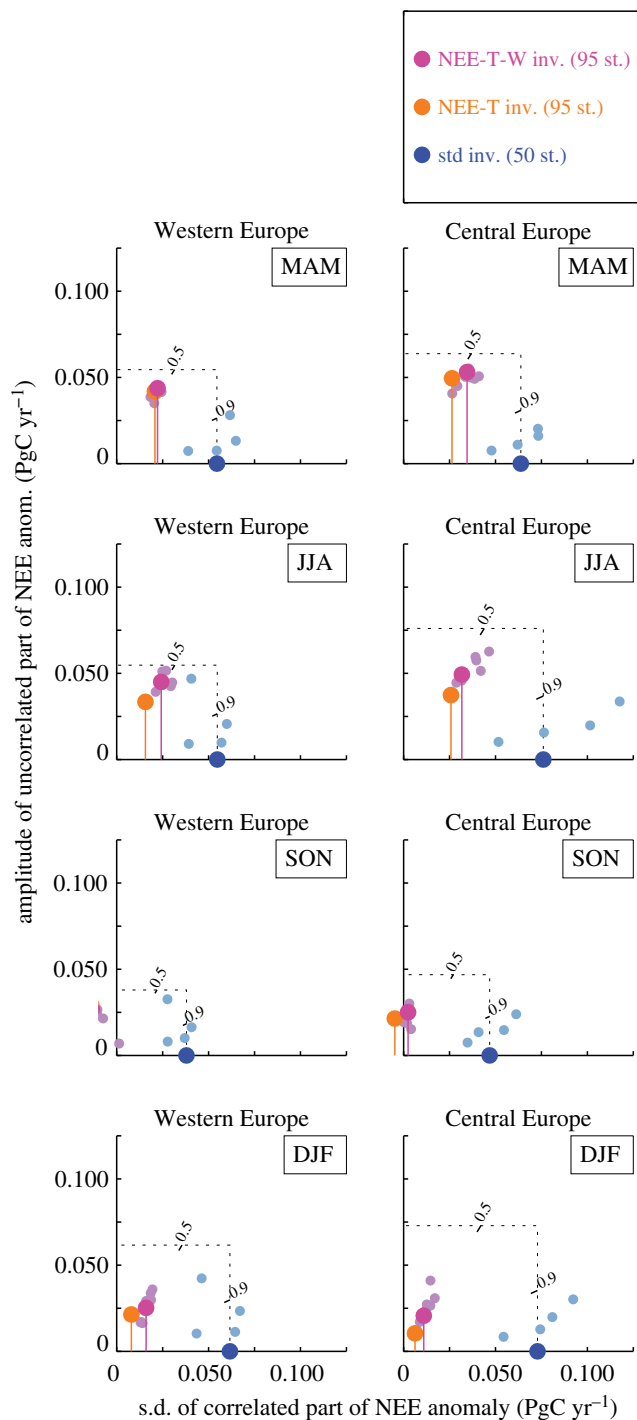 NEE-T-W inv. (95 st.)
NEE-T inv. (95 st.)
std inv. (50 st.)
amplitude of uncorrelated part of NEE anom. (PgC yr⁻¹)
Western Europe
MAM
0.100
0.050
0
0.5
0.9
Central Europe
MAM
0.5
0.9
Western Europe
JJA
0.100
0.050
0
0.5
0.9
Central Europe
JJA
0.5
0.9
Western Europe
SON
0.100
0.050
0
0.5
0.9
Central Europe
SON
0.5
0.9
Western Europe
DJF
0.100
0.050
0
0.5
0.9
Central Europe
DJF
0.5
0.9
0 0.050 0.100 0 0.050 0.100
s.d. of correlated part of NEE anomaly (PgC yr⁻¹)